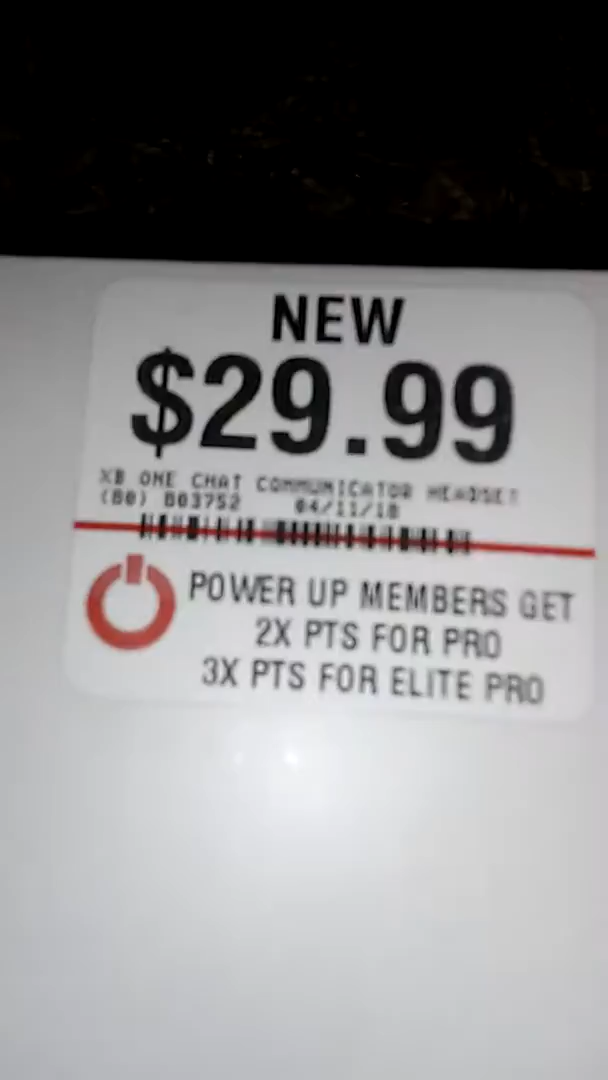 NEW
$29.99
XB ONE CHAT COMMUNICATOR HEADSET
(80) 803752 04/11/18
POWER UP MEMBERS GET
2X PTS FOR PRO
3X PTS FOR ELITE PRO